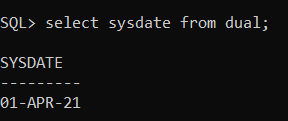 SQL> select sysdate from dual;
SYSDATE
---------
01-APR-21